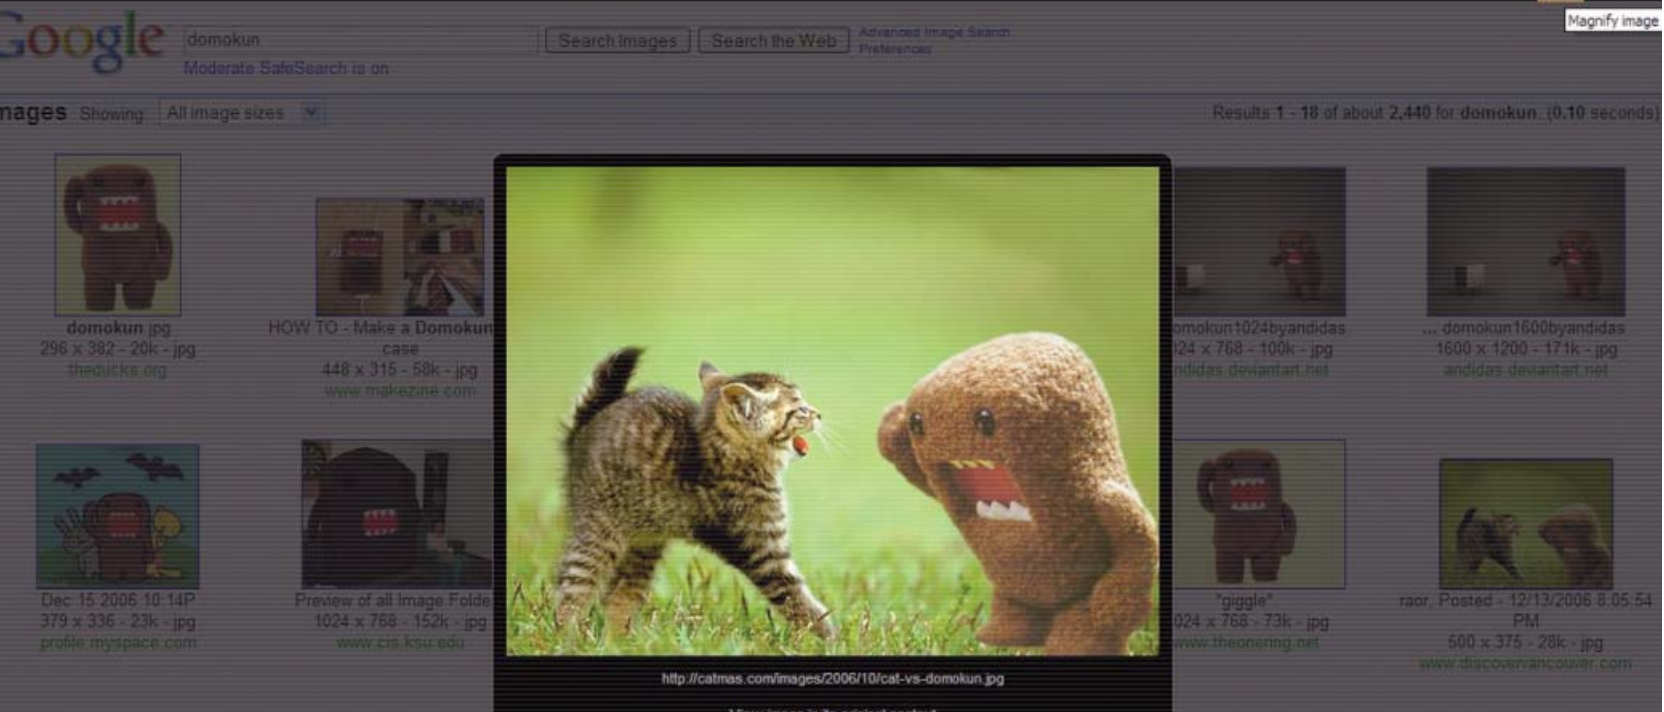 Magnify image
Google domokun Search Images Search the Web Advanced Image Search
Preferences
Moderate SafeSearch is on
mages Showing: All image sizes Results 1 - 18 of about 2,440 for domokun. (0.10 seconds)
domokun.jpg
296 x 382 - 20k - jpg
theducks.org
HOW TO - Make a Domokun
case
448 x 315 - 58k - jpg
www.makezine.com
omokun1024byandidas
024 x 768 - 100k - jpg
ndidas.deviantart.net
... domokun1600byandidas
1600 x 1200 - 171k - jpg
andidas.deviantart.net
Dec 15 2006 10:14P
379 x 336 - 23k - jpg
profile.myspace.com
Preview of all Image Folde
1024 x 768 - 152k - jpg
www.cis.ksu.edu
*giggle*
024 x 768 - 73k - jpg
www.theonering.net
raor, Posted - 12/13/2006 8:05:54
PM
500 x 375 - 28k - jpg
www.discovervancouver.com
http://catmas.com/images/2006/10/cat-vs-domokun.jpg